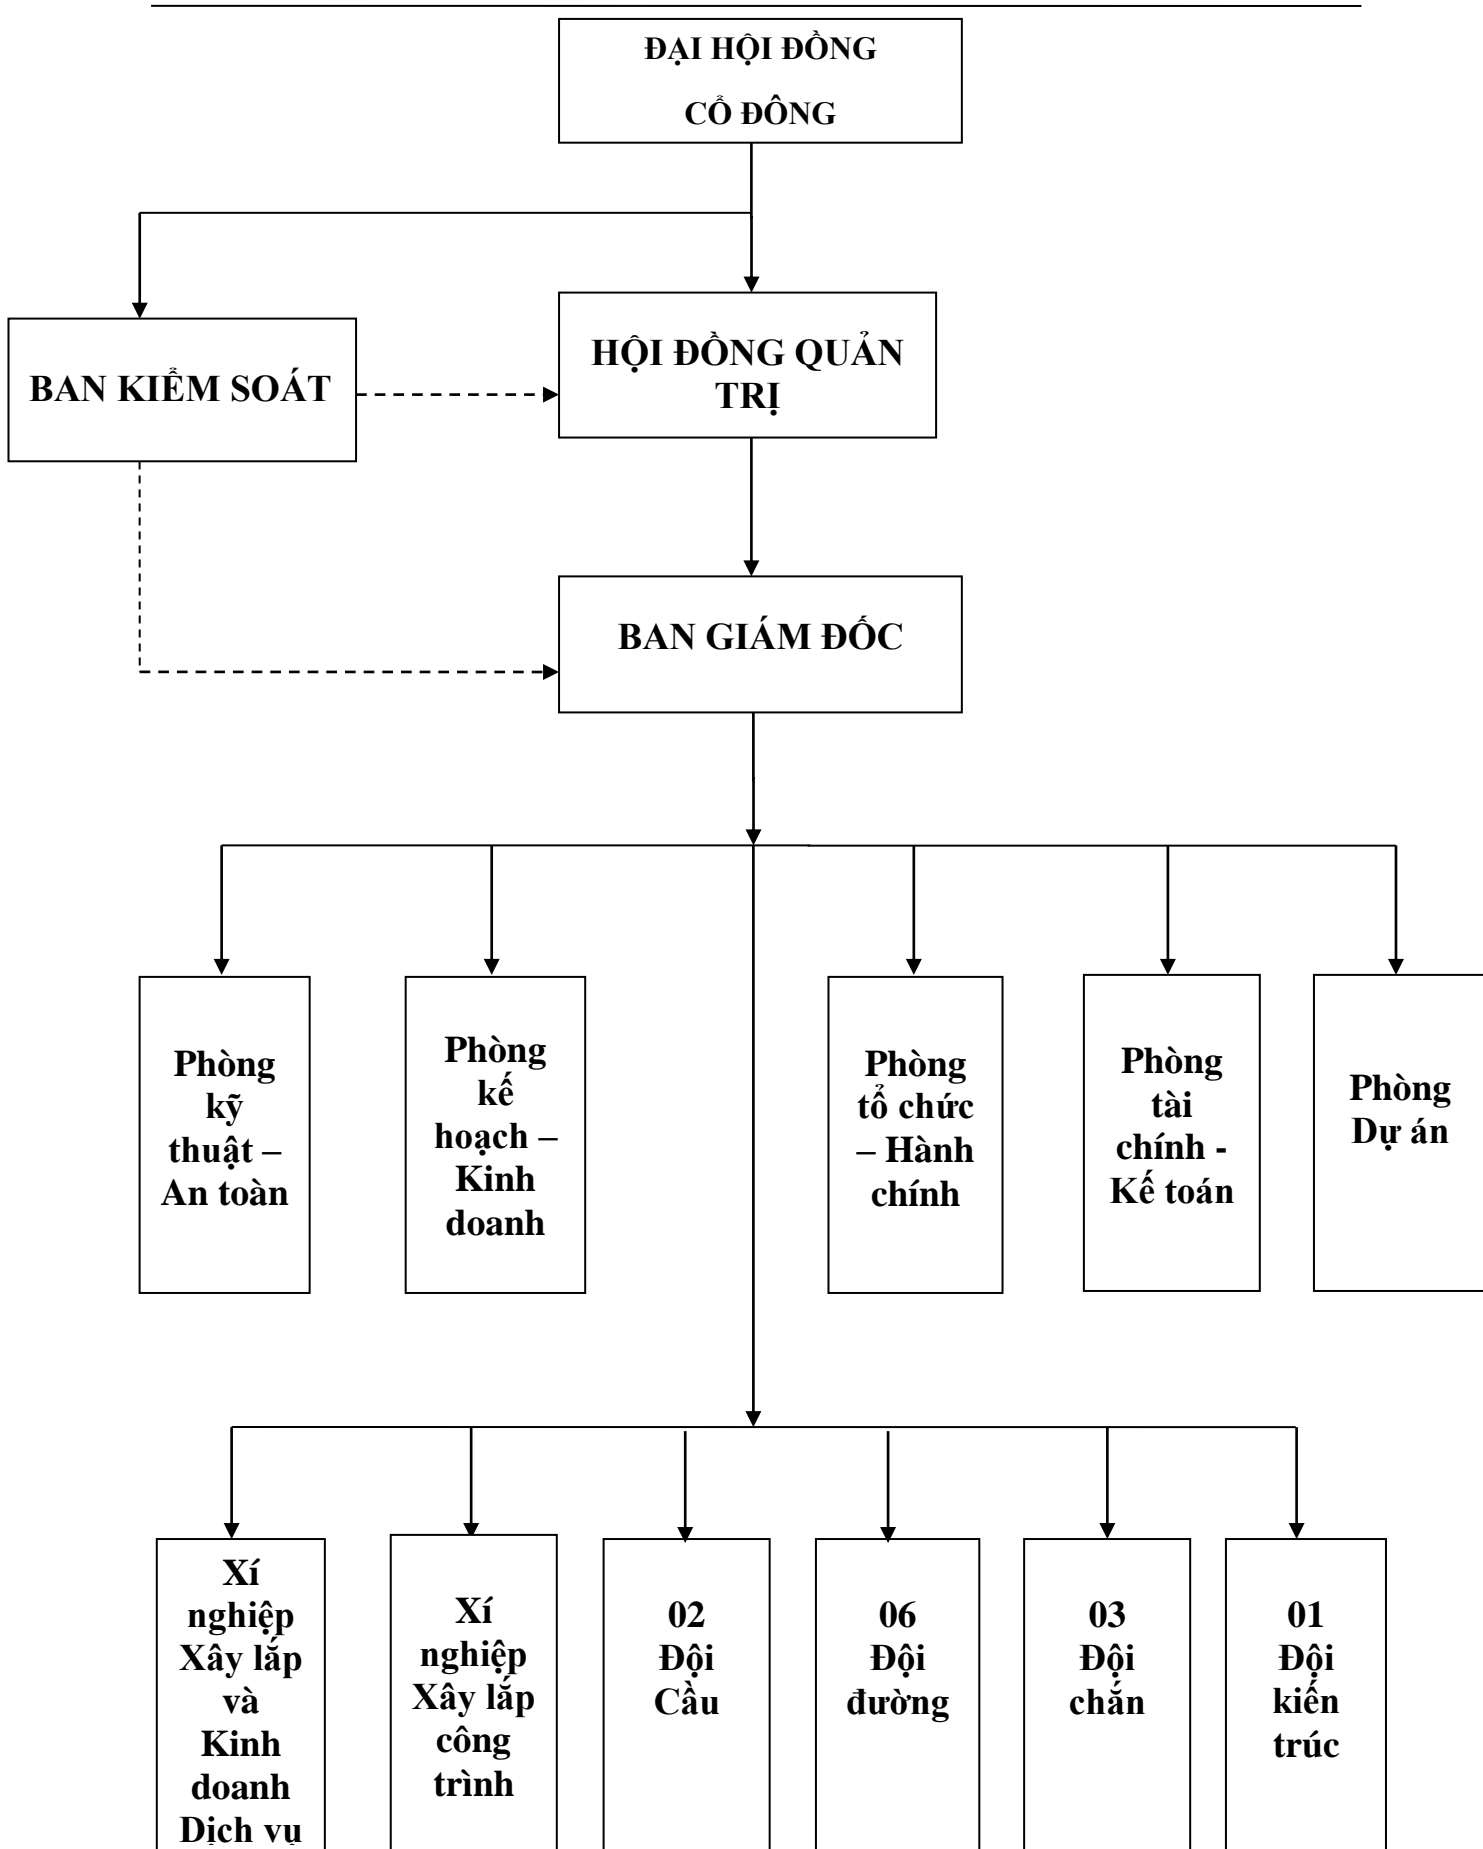 ĐẠI HỘI ĐỒNG
CỔ ĐÔNG
HỘI ĐỒNG QUẢN
TRỊ
BAN KIỂM SOÁT
BAN GIÁM ĐỐC
Phòng
kỹ
thuật –
An toàn
Phòng
kế
hoạch –
Kinh
doanh
Phòng
tổ chức
– Hành
chính
Phòng
tài
chính -
Kế toán
Phòng
Dự án
Xí
nghiệp
Xây lắp
và
Kinh
doanh
Dịch vụ
Xí
nghiệp
Xây lắp
công
trình
02
Đội
Cầu
06
Đội
đường
03
Đội
chắn
01
Đội
kiến
trúc